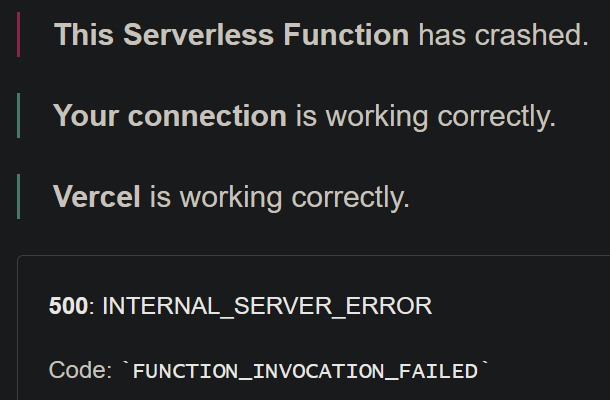 This Serverless Function has crashed.
Your connection is working correctly.
Vercel is working correctly.
500: INTERNAL_SERVER_ERROR
Code: `FUNCTION_INVOCATION_FAILED`